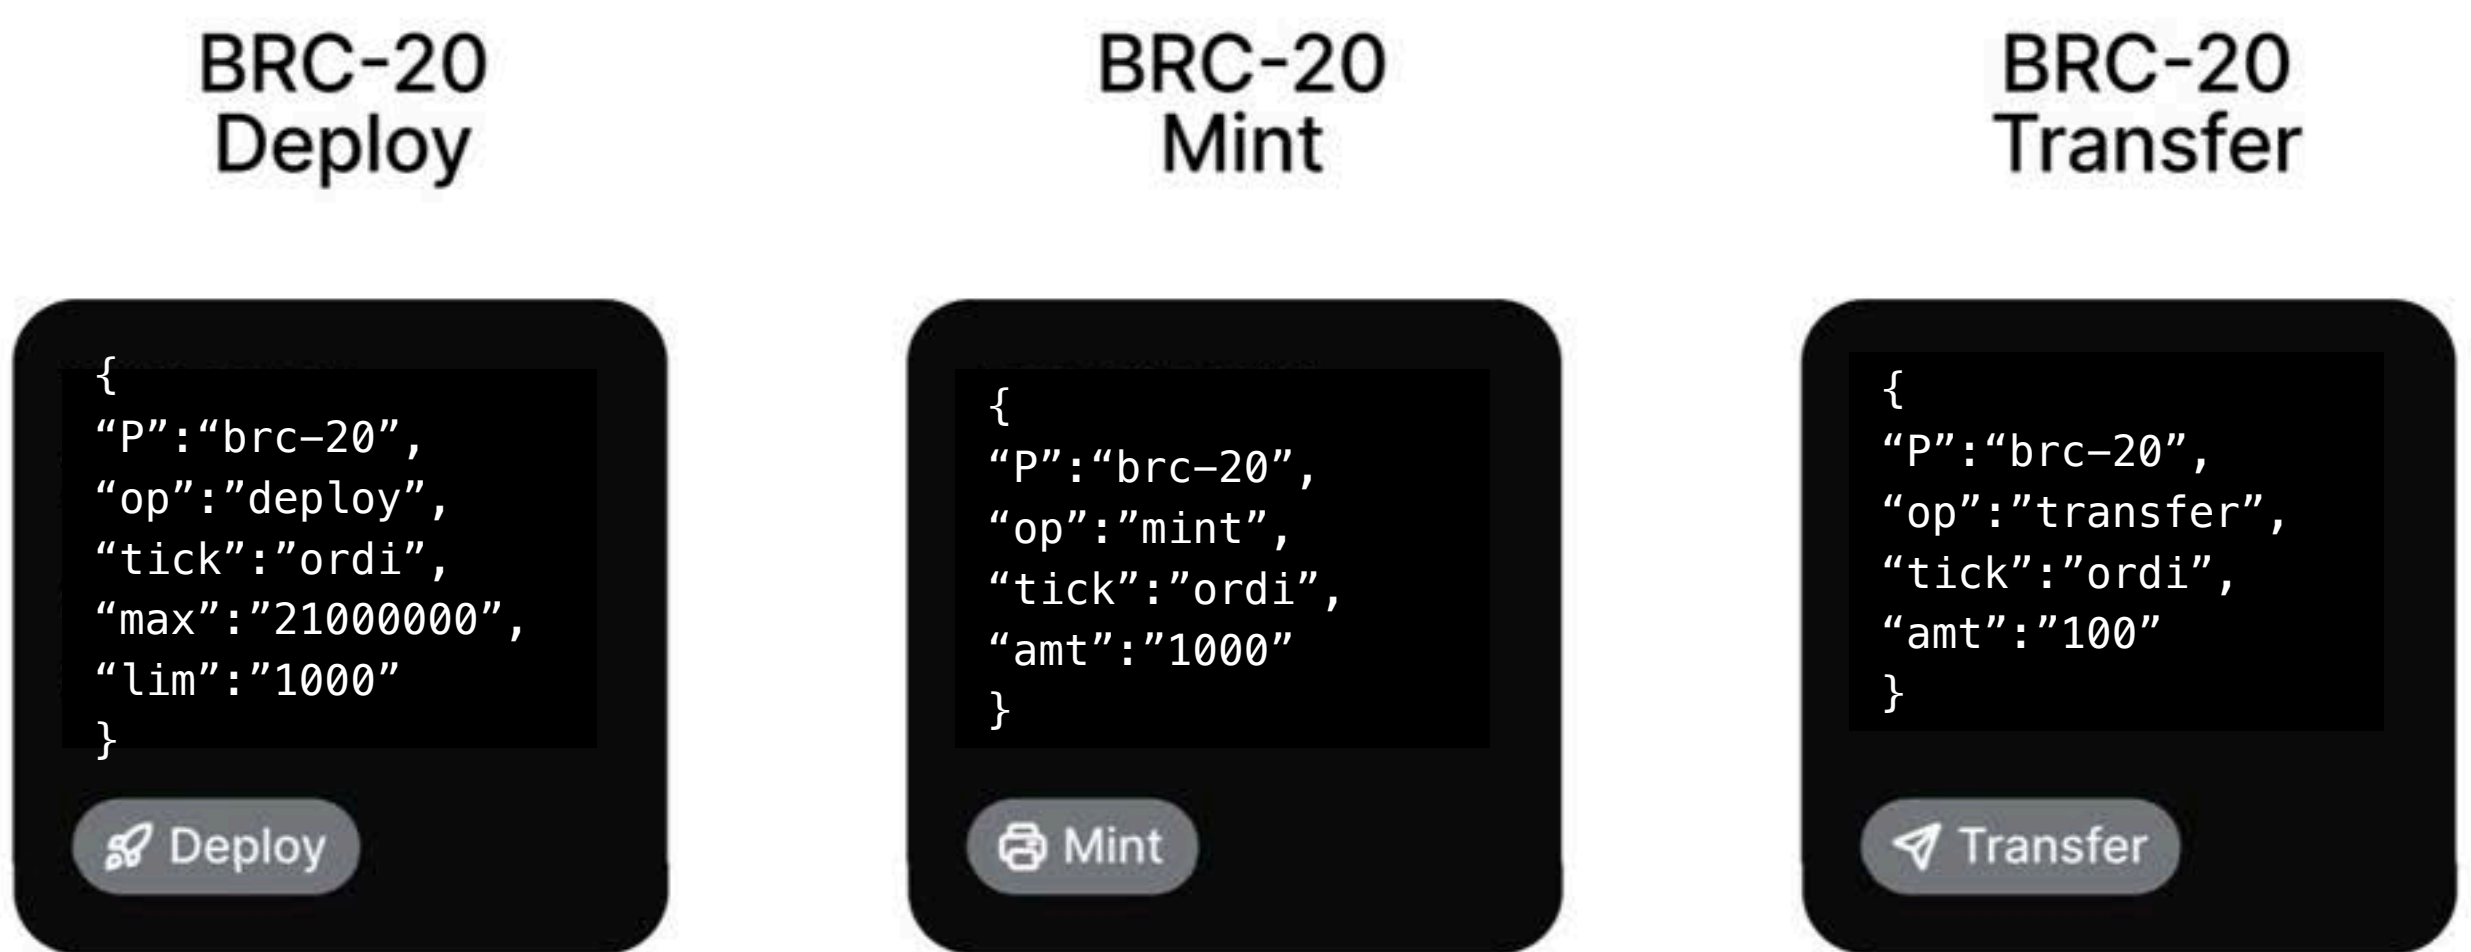 BRC-20
Deploy
{
“P”:“brc–20”,
“op”:”deploy”,
“tick”:”ordi”,
“max”:”21000000”,
“lim”:”1000”
}
Deploy
BRC-20
Mint
{
“P”:“brc–20”,
“op”:”mint”,
“tick”:”ordi”,
“amt”:”1000”
}
Mint
BRC-20
Transfer
{
“P”:“brc–20”,
“op”:”transfer”,
“tick”:”ordi”,
“amt”:”100”
}
Transfer